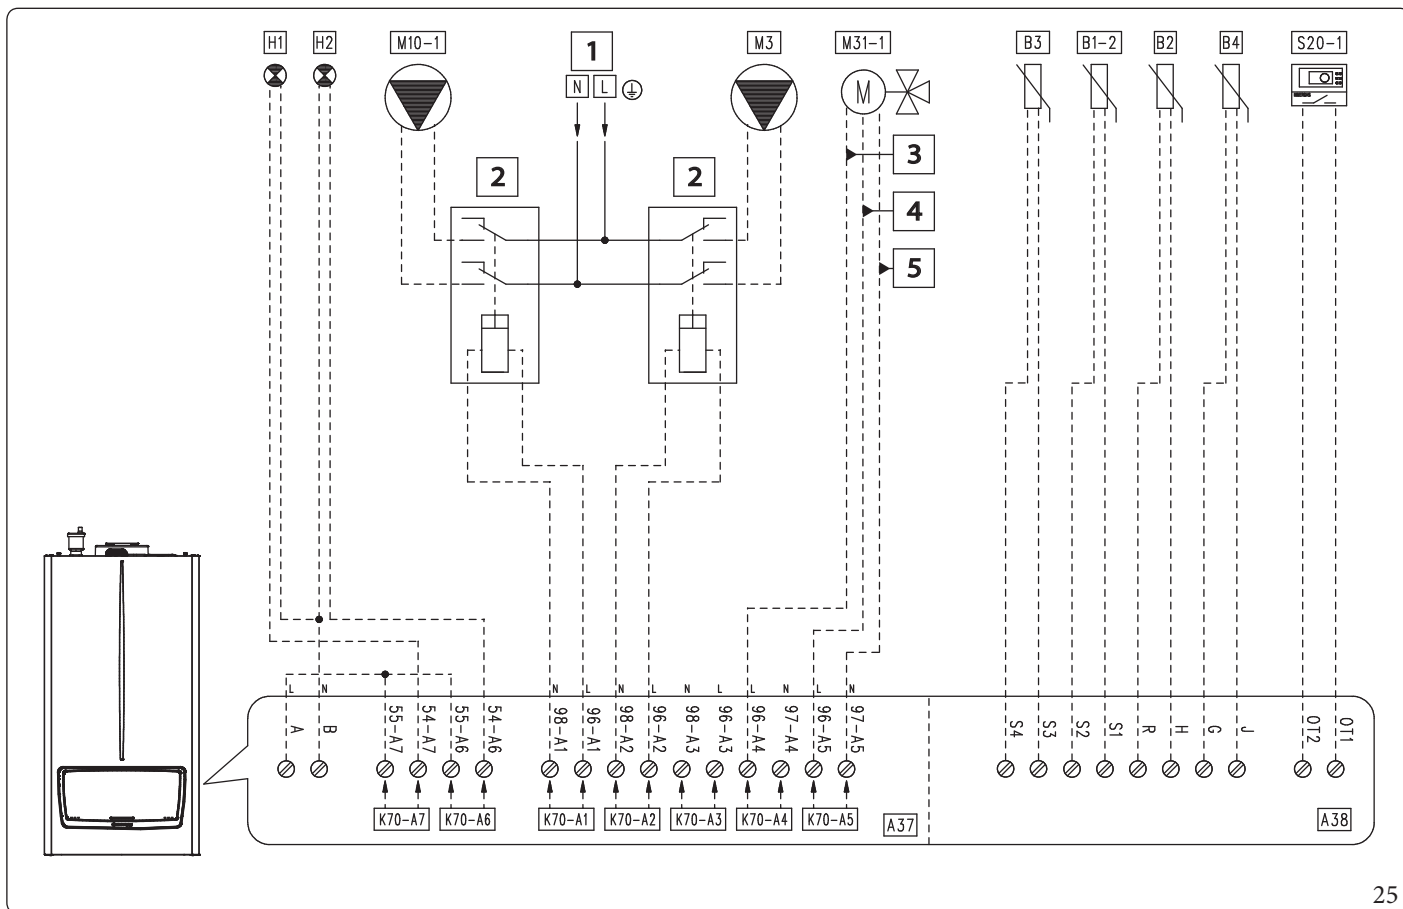 H1 H2 M10-1 1 M3 M31-1 B3 B1-2 B2 B4 S20-1
N L
M
2 2 3
4
5
L N N L N L N L L N L N
A B 55-A7 54-A7 55-A6 54-A6 98-A1 96-A1 98-A2 96-A2 98-A3 96-A3 96-A4 97-A4 96-A5 97-A5 S4 S3 S2 S1 R H G J OT2 OT1
K70-A7 K70-A6 K70-A1 K70-A2 K70-A3 K70-A4 K70-A5 A37 A38
25